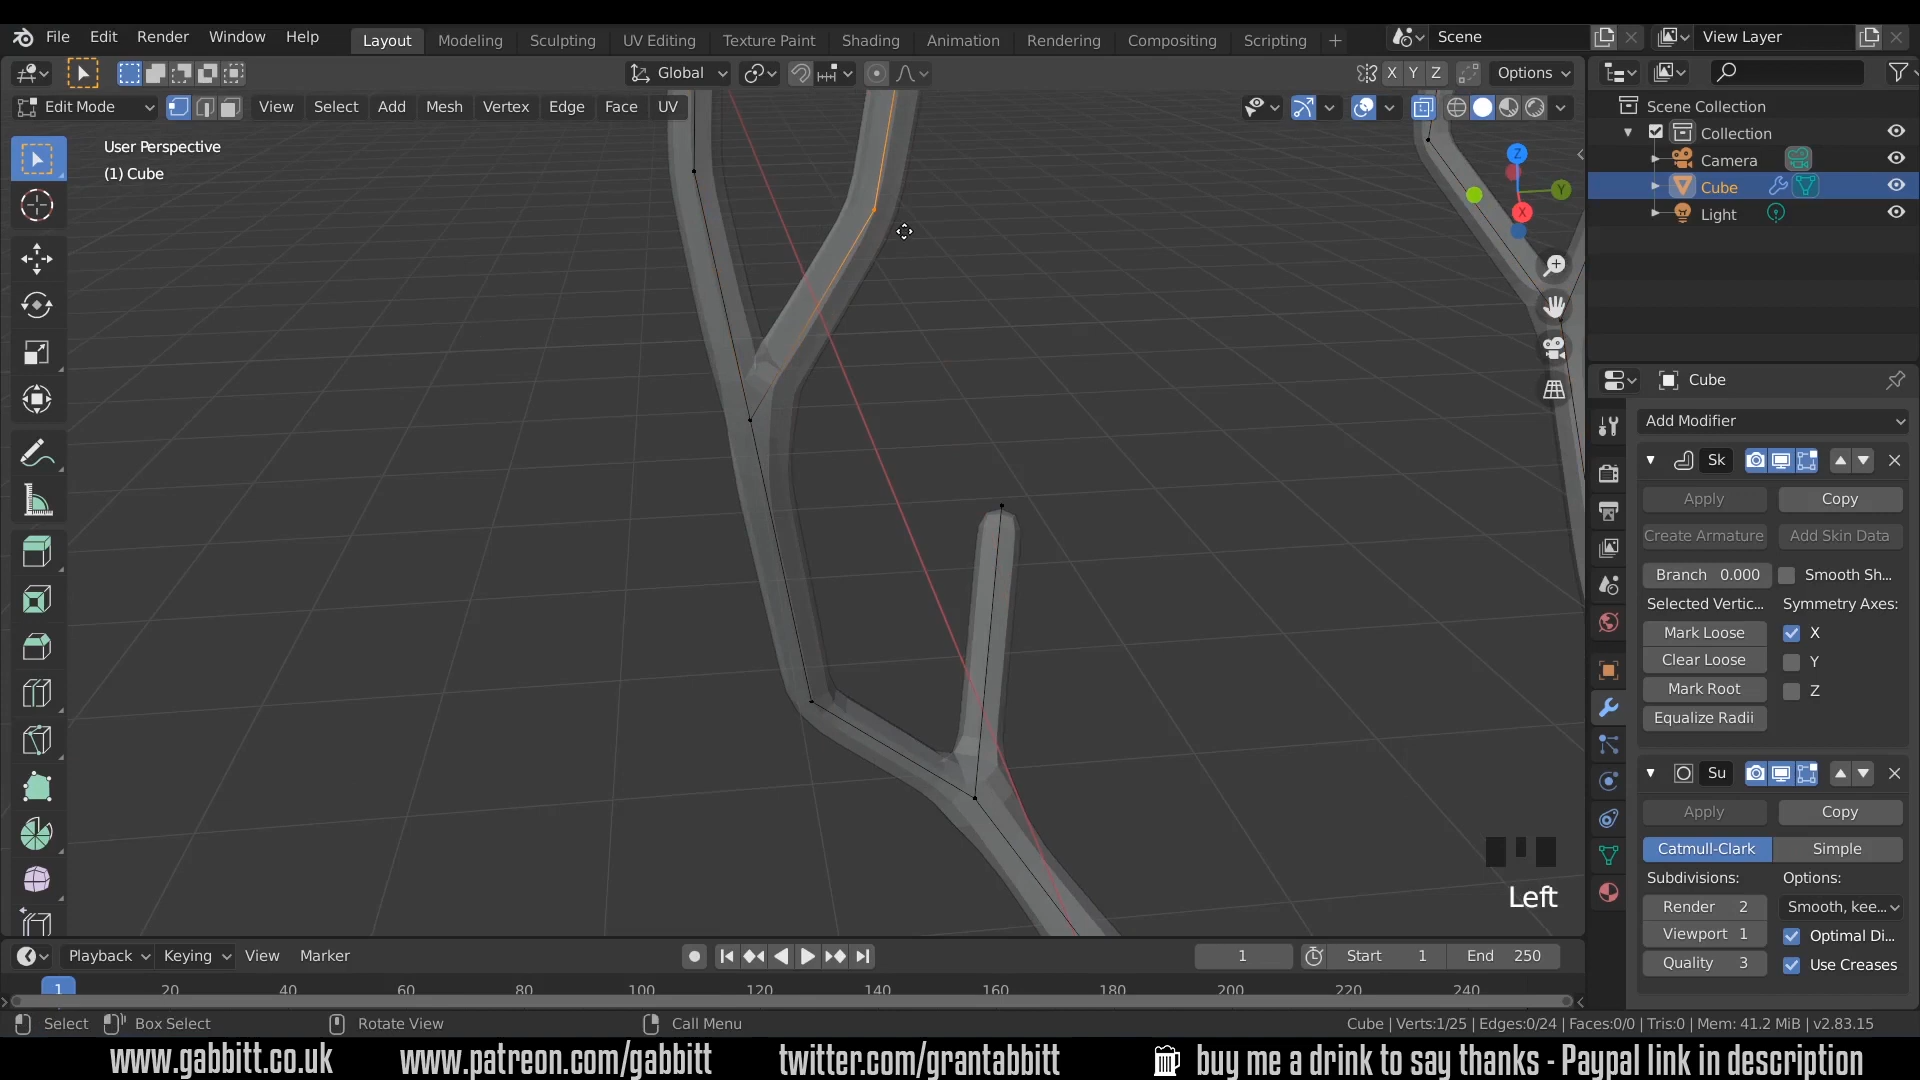 File Edit Render Window Help Layout Modeling Sculpting UV Editing Texture Paint Shading Animation Rendering Compositing Scripting + Scene View Layer
Global X Y Z Options
Edit Mode View Select Add Mesh Vertex Edge Face UV
User Perspective
(1) Cube
Z
Y
X
Scene Collection
Collection
Camera
Cube
Light
Cube
Add Modifier
Sk
Apply Copy
Create Armature Add Skin Data
Branch 0.000 Smooth Sh...
Selected Vertic... Symmetry Axes:
Mark Loose X
Clear Loose Y
Mark Root Z
Equalize Radii
Su
Apply Copy
Catmull-Clark Simple
Subdivisions: Options:
Render 2 Smooth, kee...
Viewport 1 Optimal Di...
Quality 3 Use Creases
Left
Playback Keying View Marker 1 Start 1 End 250
1 20 40 60 80 100 120 140 160 180 200 220 240
Select Box Select Rotate View Call Menu Cube | Verts:1/25 | Edges:0/24 | Faces:0/0 | Tris:0 | Mem: 41.2 MiB | v2.83.15
www.gabbitt.co.uk www.patreon.com/gabbitt twitter.com/grantabbitt buy me a drink to say thanks - Paypal link in description